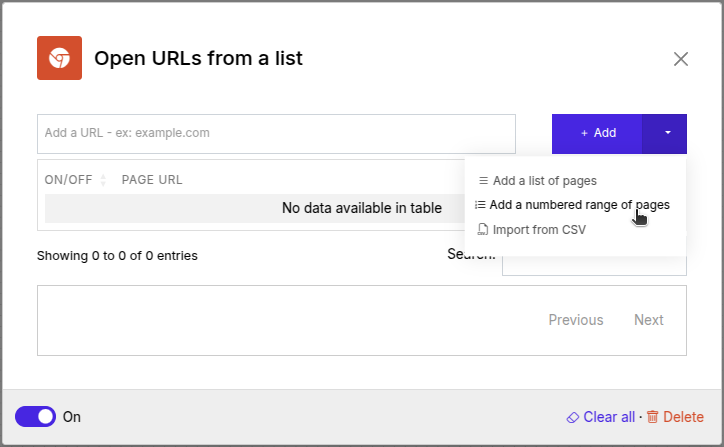 Open URLs from a list
Add a URL - ex: example.com
+ Add
ON/OFF PAGE URL
Add a list of pages
Add a numbered range of pages
Import from CSV
No data available in table
Showing 0 to 0 of 0 entries
Search:
Previous Next
On
Clear all · Delete